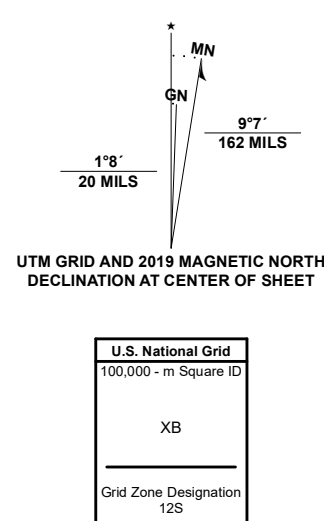 ★
MN
GN
9°7´
162 MILS
1°8´
20 MILS
UTM GRID AND 2019 MAGNETIC NORTH
DECLINATION AT CENTER OF SHEET
U.S. National Grid
100,000 - m Square ID
XB
Grid Zone Designation
12S